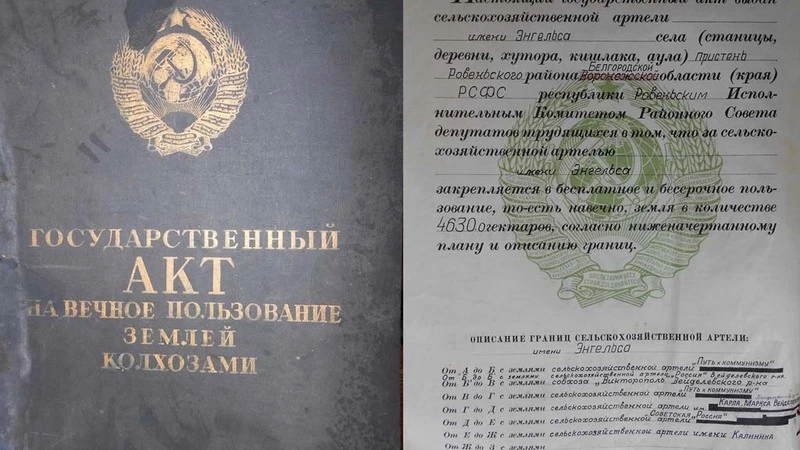 ГОСУДАРСТВЕННЫЙ
АКТ
НА ВЕЧНОЕ ПОЛЬЗОВАНИЕ
ЗЕМЛЕЙ
КОЛХОЗАМИ
Настоящий государственный акт выдан
сельскохозяйственной артели
имени Энгельса села (станицы,
деревни, хутора, кишлака, аула) Пристень
БЕЛГОРОДСКОЙ
Ровеньского района Воронежской области (края)
РСФС республики Ровеньским Испол-
нительным Комитетом Районного Совета
депутатов трудящихся в том, что за сельско-
хозяйственной артелью
имени Энгельса
закрепляется в бесплатное и бессрочное поль-
зование, то-есть навечно, земля в количестве
4630.0 гектаров, согласно ниженачертанному
плану и описанию границ.
ОПИСАНИЕ ГРАНИЦ СЕЛЬСКОХОЗЯЙСТВЕННОЙ АРТЕЛИ:
имени Энгельса
„Путь к коммунизму"
От А до Б с землями сельскохозяйственной артели
сельскохозяйственной артели „Россия" Вейделевского р-на
От Б до В с землями совхоза „Викторополь" Вейделевского р-на
„Путь к коммунизму"
От В до Г с землями сельскохозяйственной артели
От Г до Д с землями сельскохозяйственной артели им. Карла Маркса
„Советская Россия"
От Д до Е с землями сельскохозяйственной артели
От Е до Ж с землями сельскохозяйственной артели имени Калинина
От Ж до З с